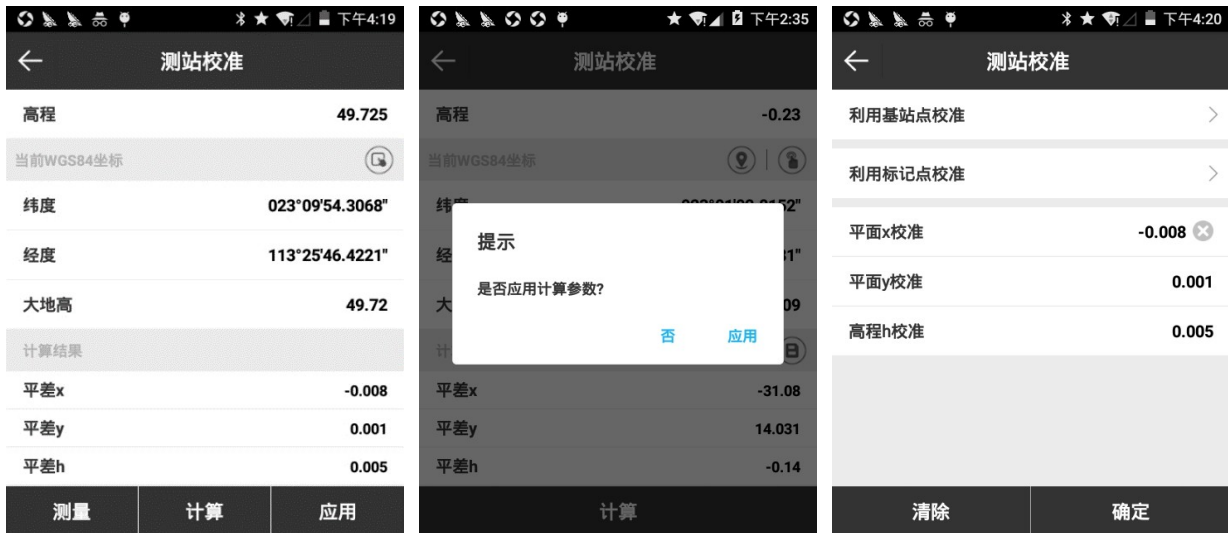 下午4:19
测站校准
高程 49.725
当前WGS84坐标
纬度 023°09'54.3068"
经度 113°25'46.4221"
大地高 49.72
计算结果
平差x -0.008
平差y 0.001
平差h 0.005
测量 计算 应用
下午2:35
测站校准
高程 -0.23
当前WGS84坐标
提示
是否应用计算参数?
否 应用
平差x -31.08
平差y 14.031
平差h -0.14
计算
下午4:20
测站校准
利用基站点校准
利用标记点校准
平面x校准 -0.008
平面y校准 0.001
高程h校准 0.005
清除 确定